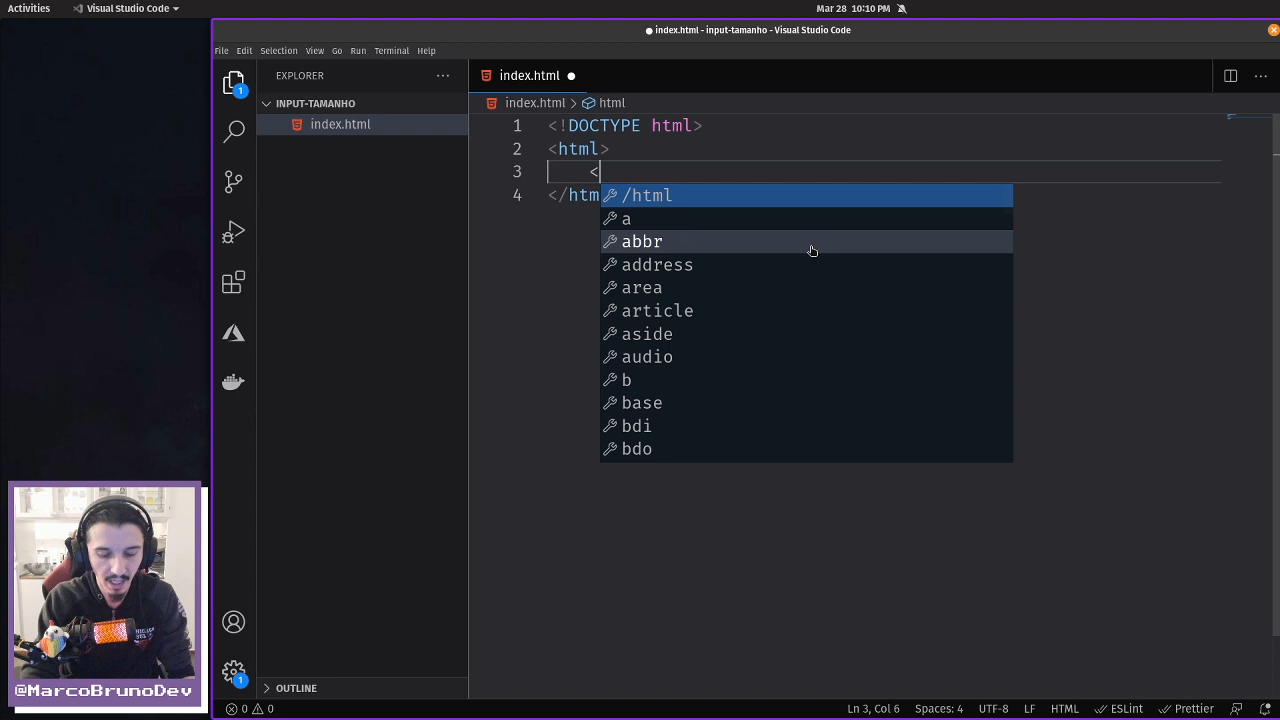 Activities
Visual Studio Code
Mar 28 10:10 PM
index.html - input-tamanho - Visual Studio Code
File Edit Selection View Go Run Terminal Help
EXPLORER
INPUT-TAMANHO
index.html
OUTLINE
index.html
index.html > html
1 <!DOCTYPE html>
2 <html>
3 <
4 </htm
/html
a
abbr
address
area
article
aside
audio
b
base
bdi
bdo
1
1
@MarcoBrunoDev
0 0
Ln 3, Col 6 Spaces: 4 UTF-8 LF HTML ESLint Prettier